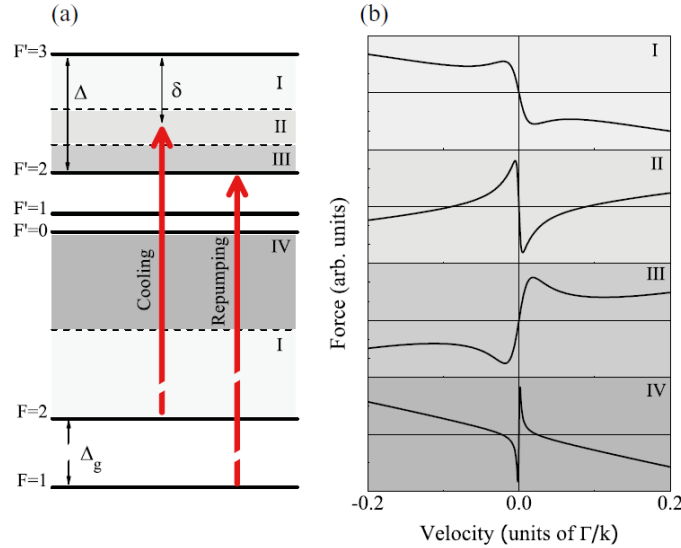 (a)
F'=3
Δ
δ
I
II
III
F'=2
F'=1
F'=0
IV
Cooling
Repumping
I
F=2
Δg
F=1
(b)
Force (arb. units)
I
II
III
IV
-0.2
0.0
0.2
Velocity (units of Γ/k)